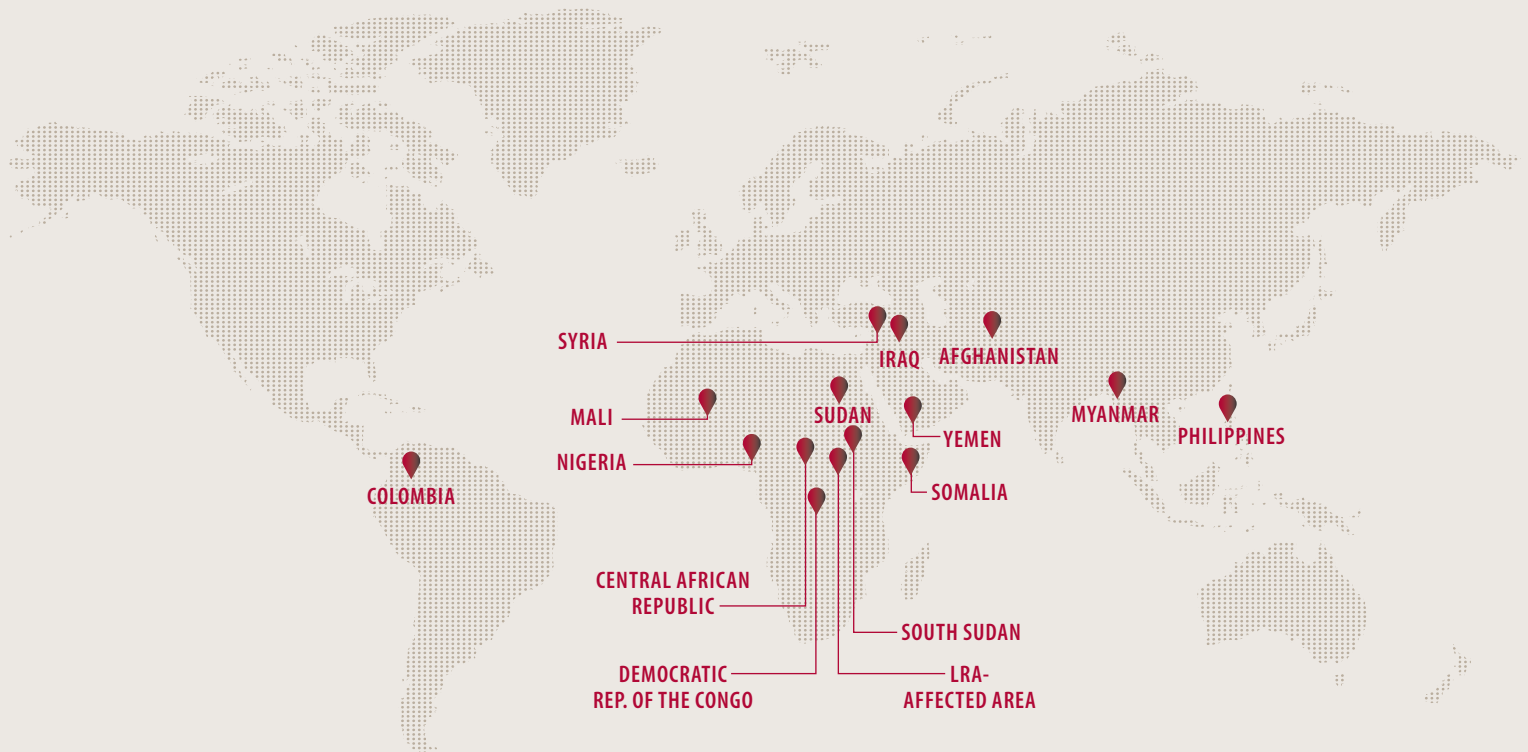 SYRIA
IRAQ
AFGHANISTAN
MALI
SUDAN
MYANMAR
YEMEN
PHILIPPINES
NIGERIA
COLOMBIA
SOMALIA
CENTRAL AFRICAN
REPUBLIC
SOUTH SUDAN
DEMOCRATIC
REP. OF THE CONGO
LRA-
AFFECTED AREA